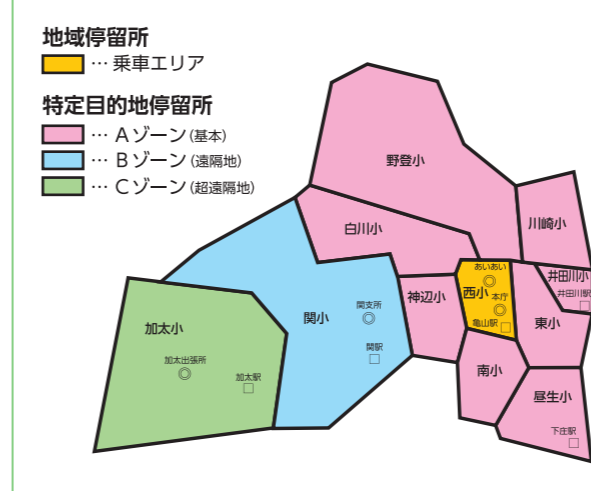 地域停留所
… 乗車エリア
特定目的地停留所
… Aゾーン(基本)
… Bゾーン(遠隔地)
… Cゾーン(超遠隔地)
野登小
川崎小
白川小
あいあい
井田川小
井田川駅
西小
本庁
亀山駅
神辺小
東小
関小
関支所
関駅
加太小
加太出張所
加太駅
南小
昼生小
下庄駅